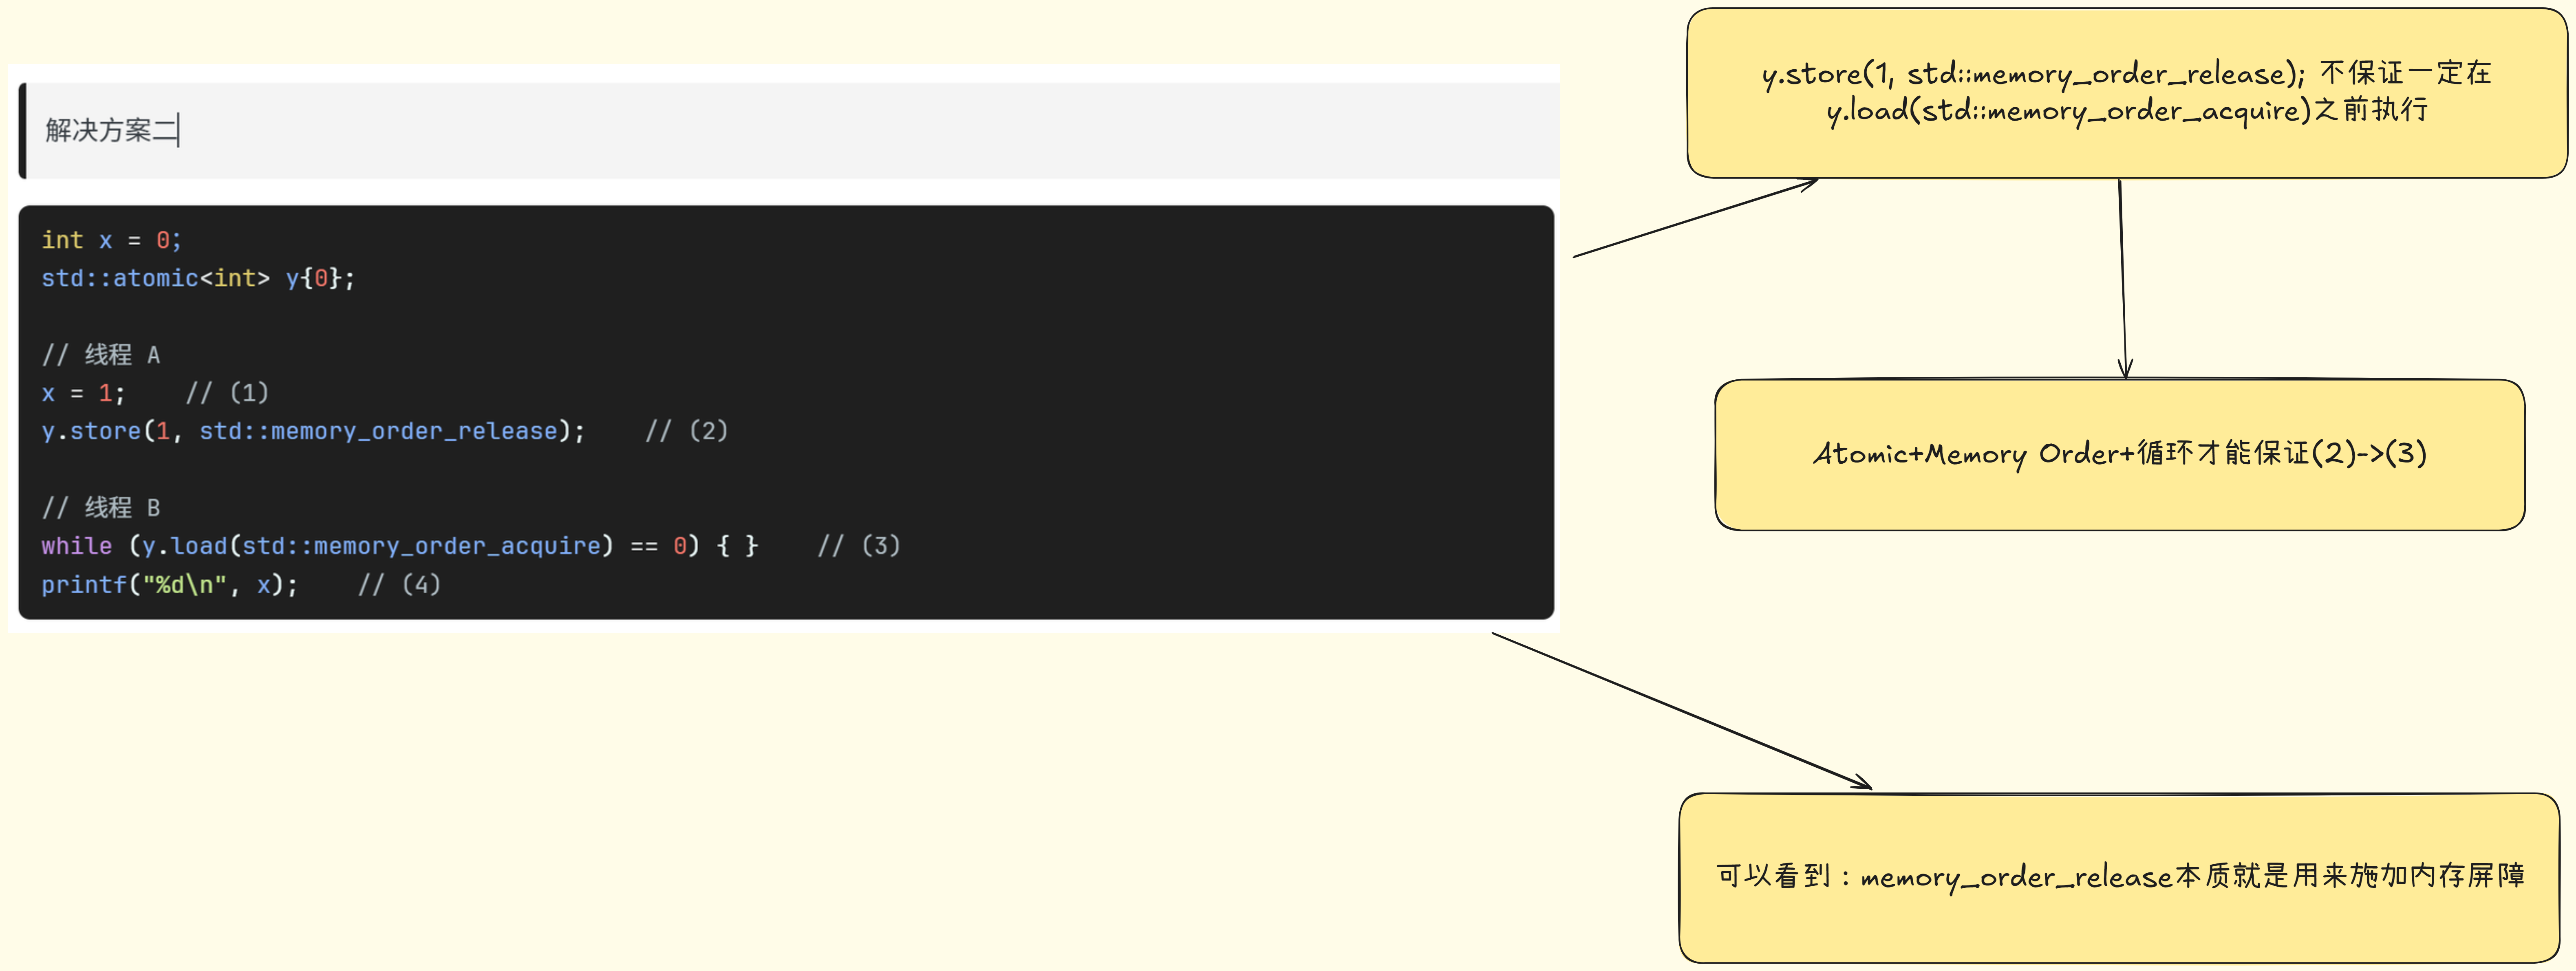 解决方案二
int x = 0;
std::atomic<int> y{0};
// 线程 A
x = 1;    // (1)
y.store(1, std::memory_order_release);    // (2)
// 线程 B
while (y.load(std::memory_order_acquire) == 0) { }    // (3)
printf("%d\n", x);    // (4)
y.store(1, std::memory_order_release); 不保证一定在
y.load(std::memory_order_acquire)之前执行
Atomic+Memory Order+循环才能保证(2)->(3)
可以看到：memory_order_release本质就是用来施加内存屏障